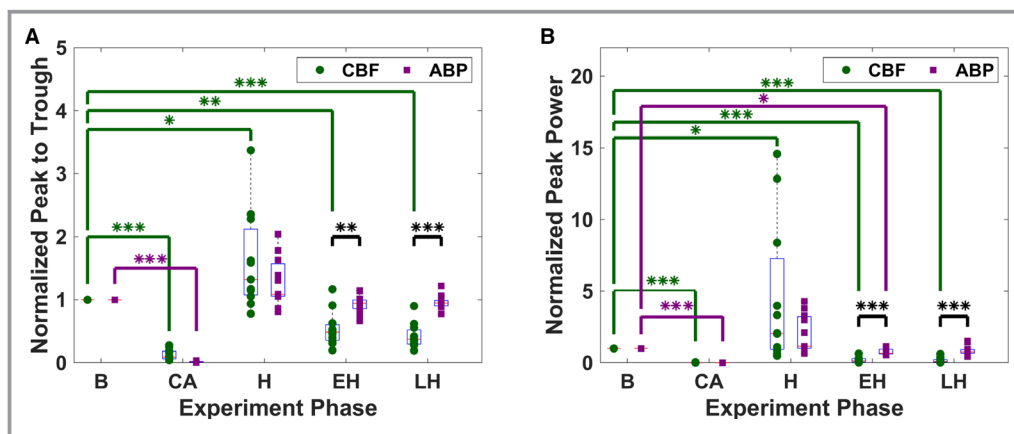 A
B
CBF ABP
CBF ABP
Normalized Peak to Trough
5
4
3
2
1
0
***
**
*
***
***
**
***
B CA H EH LH
Experiment Phase
Normalized Peak Power
20
15
10
5
0
***
*
***
*
***
***
***
***
B CA H EH LH
Experiment Phase